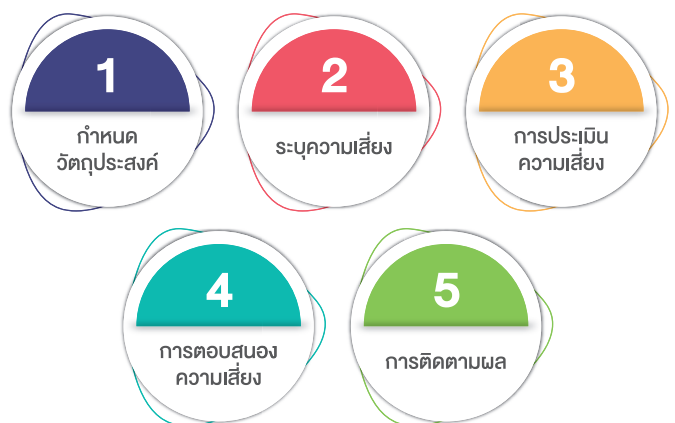 1
กำหนด
วัตถุประสงค์
2
ระบุความเสี่ยง
3
การประเมิน
ความเสี่ยง
4
การตอบสนอง
ความเสี่ยง
5
การติดตามผล